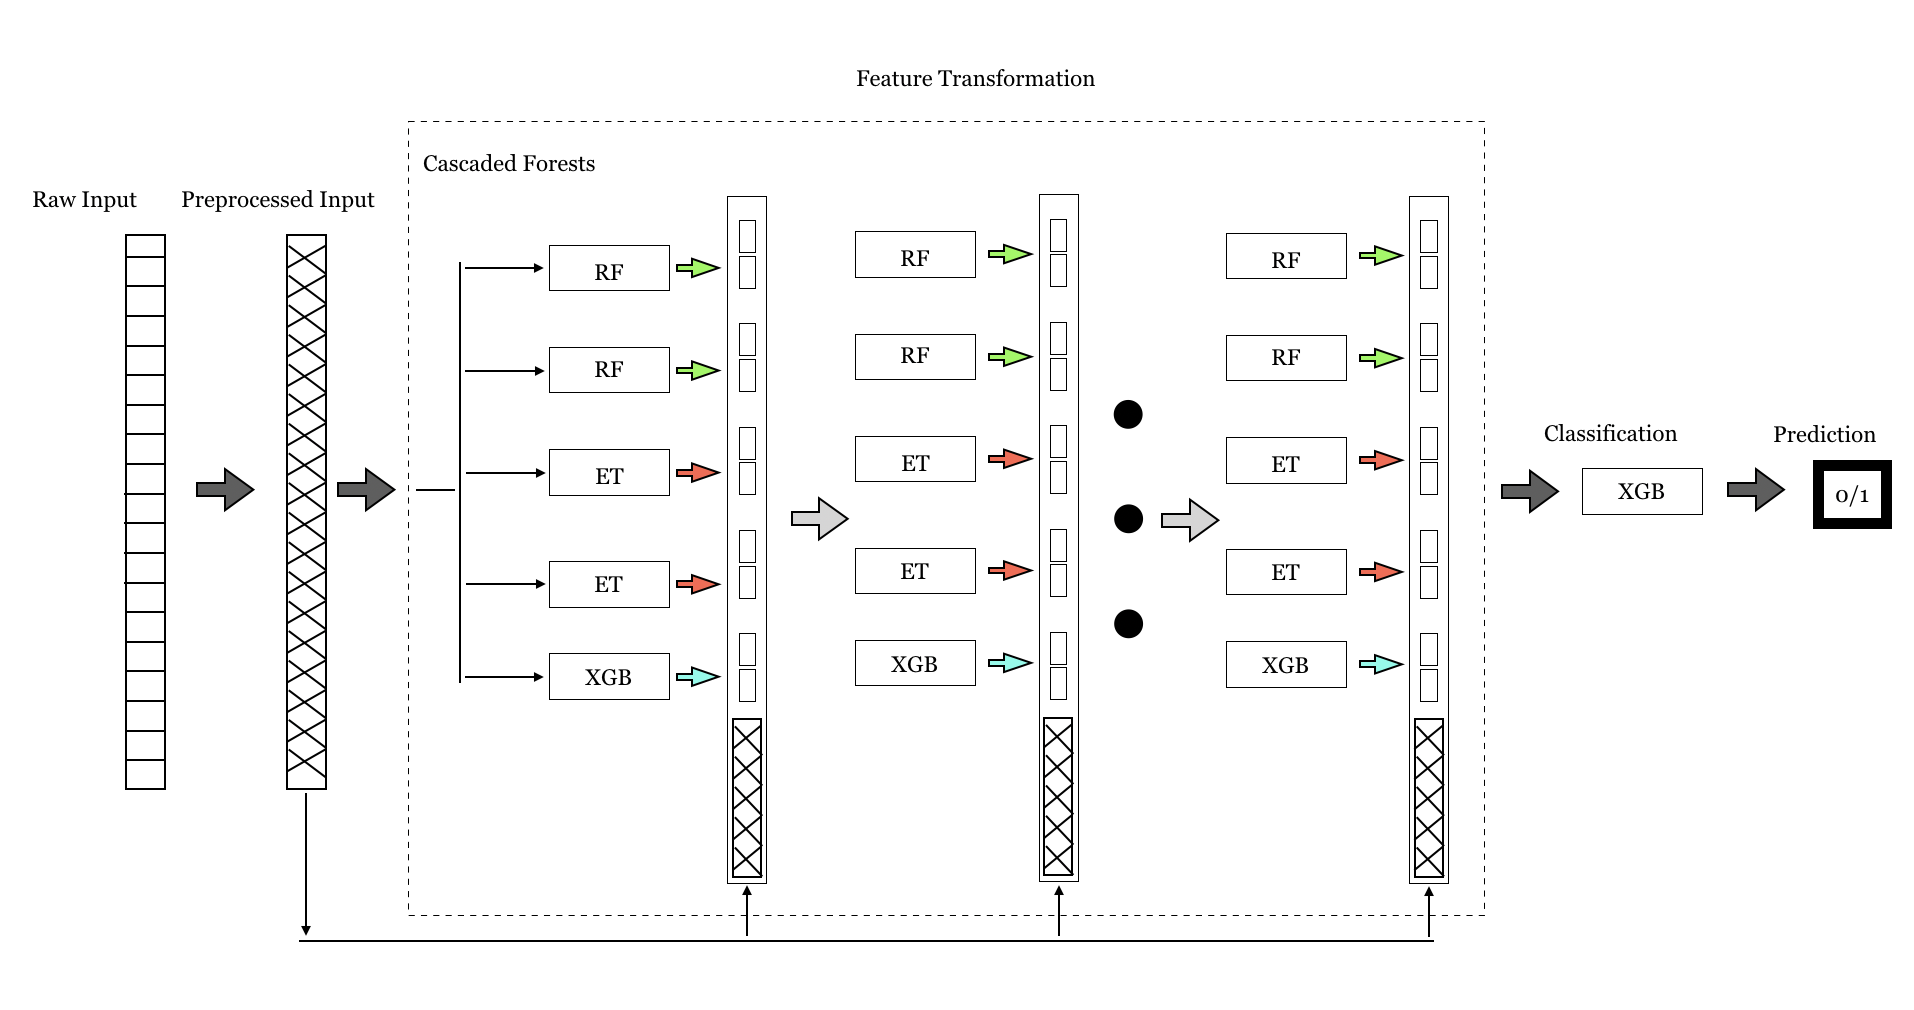 Feature Transformation
Cascaded Forests
Raw Input
Preprocessed Input
RF
RF
ET
ET
XGB
RF
RF
ET
ET
XGB
RF
RF
ET
ET
XGB
Classification
XGB
Prediction
0/1